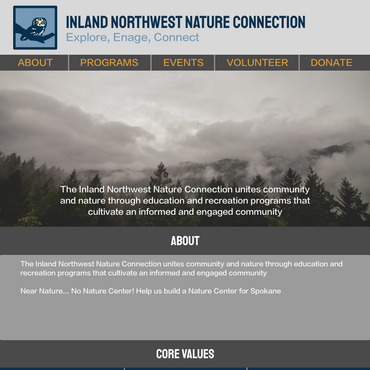 INLAND NORTHWEST NATURE CONNECTION
Explore, Enage, Connect
ABOUT PROGRAMS EVENTS VOLUNTEER DONATE
The Inland Northwest Nature Connection unites community
and nature through education and recreation programs that
cultivate an informed and engaged community
ABOUT
The Inland Northwest Nature Connection unites community and nature through education and
recreation programs that cultivate an informed and engaged community
Near Nature... No Nature Center! Help us build a Nature Center for Spokane
CORE VALUES